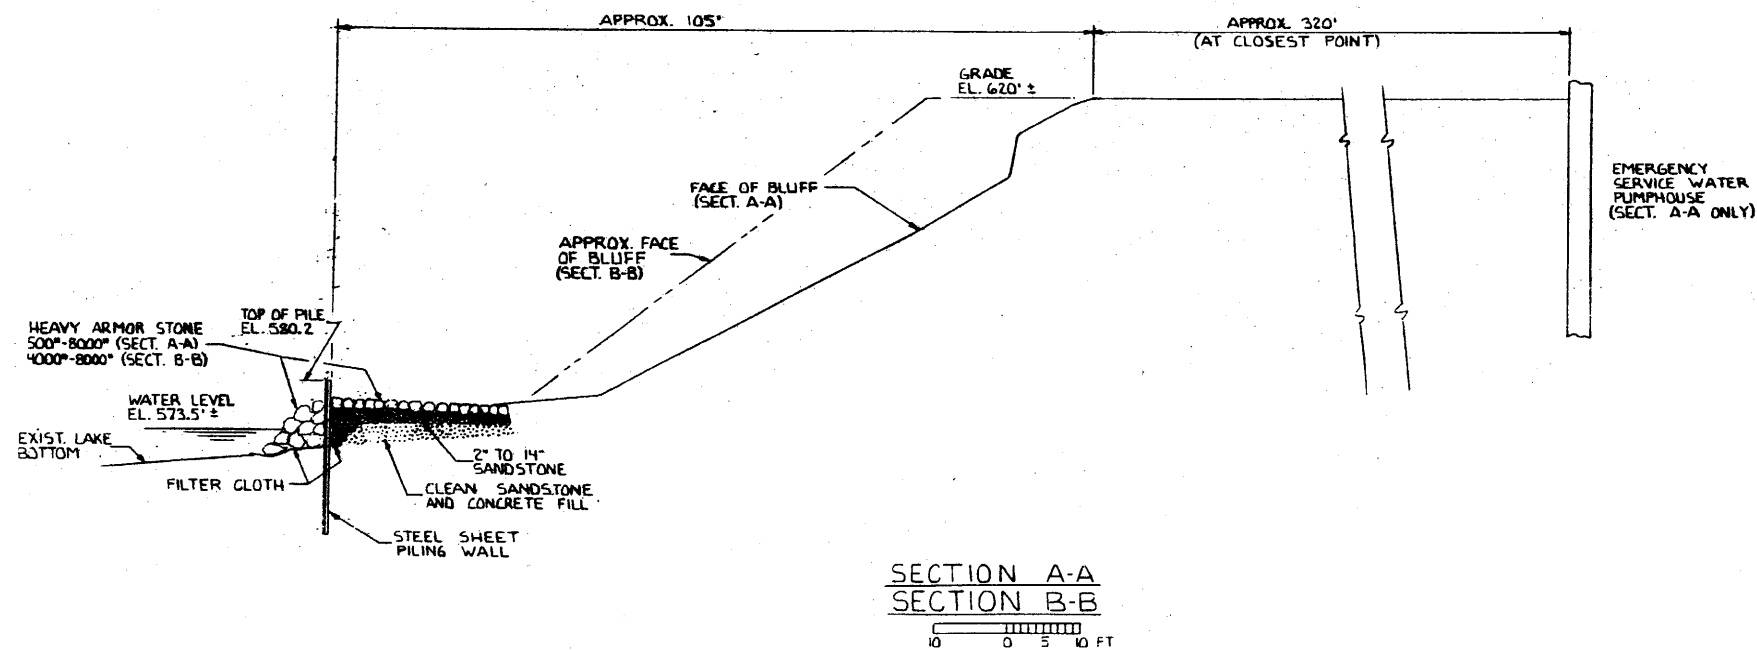 APPROX. 105'
APPROX. 320'
(AT CLOSEST POINT)
GRADE
EL. 620' ±
FACE OF BLUFF
(SECT. A-A)
EMERGENCY
SERVICE WATER
PUMPHOUSE
(SECT. A-A ONLY)
APPROX. FACE
OF BLUFF
(SECT. B-B)
TOP OF PILE
EL. 580.2
HEAVY ARMOR STONE
500#-8000# (SECT. A-A)
4000#-8000# (SECT. B-B)
WATER LEVEL
EL. 573.5' ±
EXIST. LAKE
BOTTOM
FILTER CLOTH
2" TO 14"
SANDSTONE
CLEAN SANDSTONE
AND CONCRETE FILL
STEEL SHEET
PILING WALL
SECTION A-A
SECTION B-B
10 0 5 10 FT